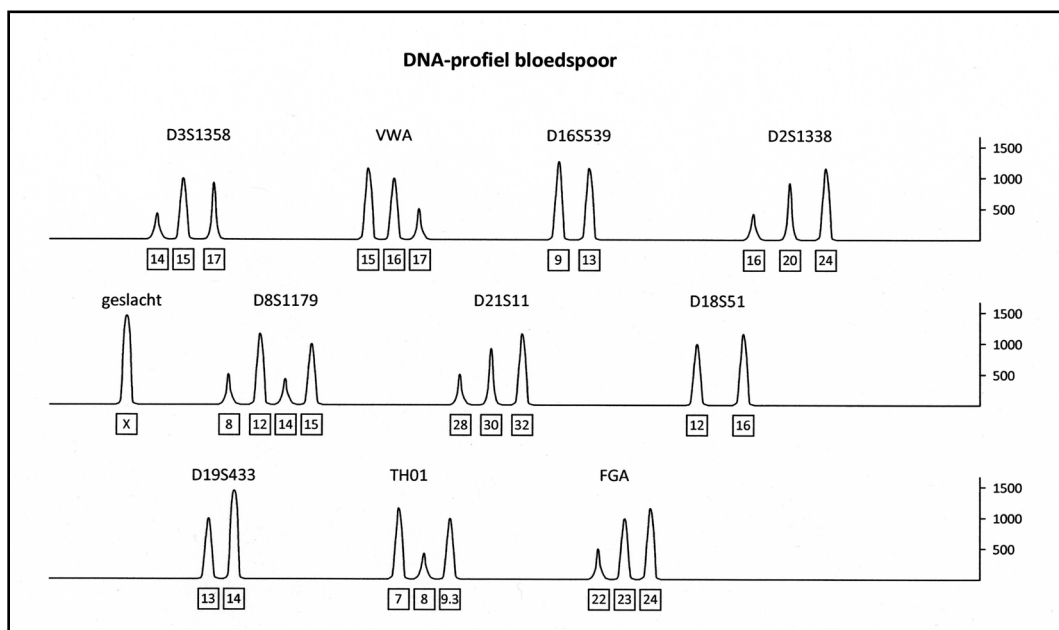 DNA-profiel bloedspoor
D3S1358 VWA D16S539 D2S1338
1500
1000
500
14 15 17 15 16 17 9 13 16 20 24
geslacht D8S1179 D21S11 D18S51
1500
1000
500
X 8 12 14 15 28 30 32 12 16
D19S433 TH01 FGA
1500
1000
500
13 14 7 8 9.3 22 23 24